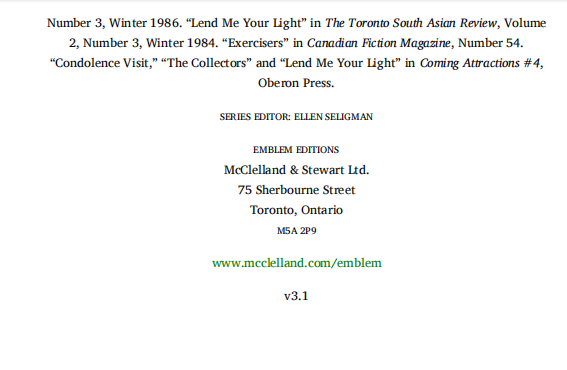 Number 3, Winter 1986. “Lend Me Your Light” in The Toronto South Asian Review, Volume
2, Number 3, Winter 1984. “Exercisers” in Canadian Fiction Magazine, Number 54.
“Condolence Visit,” “The Collectors” and “Lend Me Your Light” in Coming Attractions #4,
Oberon Press.
SERIES EDITOR: ELLEN SELIGMAN
EMBLEM EDITIONS
McClelland & Stewart Ltd.
75 Sherbourne Street
Toronto, Ontario
M5A 2P9
www.mcclelland.com/emblem
v3.1